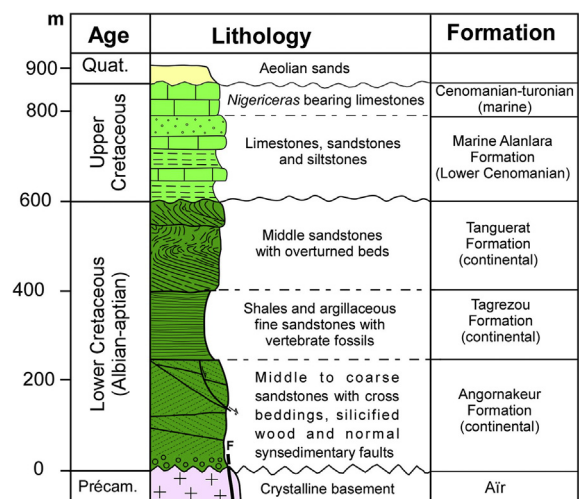 m
Age
Lithology
Formation
900
Quat.
Aeolian sands
800
Upper
Cretaceous
Nigericeras bearing limestones
Cenomanian-turonian
(marine)
Limestones, sandstones
and siltstones
Marine Alanlara
Formation
(Lower Cenomanian)
600
Lower Cretaceous
(Albian-aptian)
Middle sandstones
with overturned beds
Tanguerat
Formation
(continental)
400
Shales and argillaceous
fine sandstones with
vertebrate fossils
Tagrezou
Formation
(continental)
200
Middle to coarse
sandstones with cross
beddings, silicified
wood and normal
synsedimentary faults
Angornakeur
Formation
(continental)
F
0
Précam.
Crystalline basement
Aïr